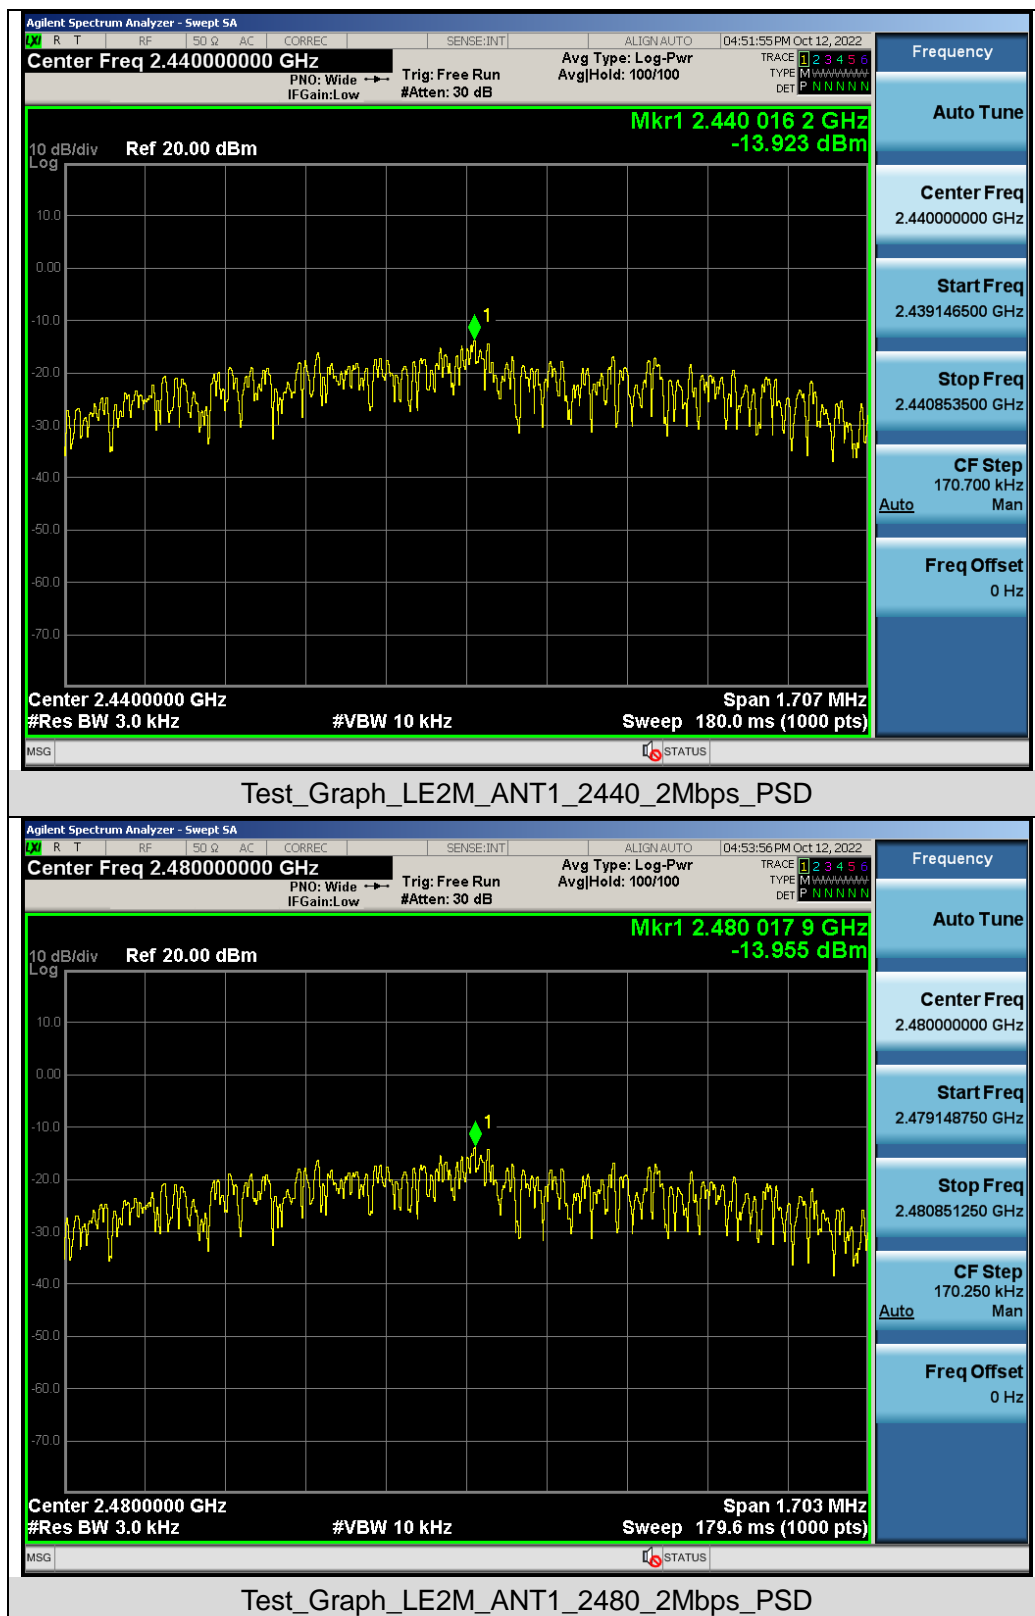 Agilent Spectrum Analyzer - Swept SA
LXI R T RF 50 Ω AC CORREC SENSE:INT ALIGN AUTO 04:51:55 PM Oct 12, 2022
Center Freq 2.440000000 GHz
PNO: Wide
IFGain:Low
Trig: Free Run
#Atten: 30 dB
Avg Type: Log-Pwr
Avg|Hold: 100/100
TRACE 1 2 3 4 5 6
TYPE M WWWWW
DET P N N N N N
Mkr1 2.440 016 2 GHz
-13.923 dBm
10 dB/div Ref 20.00 dBm
Log
10.0
0.00
-10.0
-20.0
-30.0
-40.0
-50.0
-60.0
-70.0
1
Center 2.4400000 GHz Span 1.707 MHz
#Res BW 3.0 kHz #VBW 10 kHz Sweep 180.0 ms (1000 pts)
MSG STATUS
Frequency
Auto Tune
Center Freq
2.440000000 GHz
Start Freq
2.439146500 GHz
Stop Freq
2.440853500 GHz
CF Step
170.700 kHz
Auto Man
Freq Offset
0 Hz
Test_Graph_LE2M_ANT1_2440_2Mbps_PSD
Agilent Spectrum Analyzer - Swept SA
LXI R T RF 50 Ω AC CORREC SENSE:INT ALIGN AUTO 04:53:56 PM Oct 12, 2022
Center Freq 2.480000000 GHz
PNO: Wide
IFGain:Low
Trig: Free Run
#Atten: 30 dB
Avg Type: Log-Pwr
Avg|Hold: 100/100
TRACE 1 2 3 4 5 6
TYPE M WWWWW
DET P N N N N N
Mkr1 2.480 017 9 GHz
-13.955 dBm
10 dB/div Ref 20.00 dBm
Log
10.0
0.00
-10.0
-20.0
-30.0
-40.0
-50.0
-60.0
-70.0
1
Center 2.4800000 GHz Span 1.703 MHz
#Res BW 3.0 kHz #VBW 10 kHz Sweep 179.6 ms (1000 pts)
MSG STATUS
Frequency
Auto Tune
Center Freq
2.480000000 GHz
Start Freq
2.479148750 GHz
Stop Freq
2.480851250 GHz
CF Step
170.250 kHz
Auto Man
Freq Offset
0 Hz
Test_Graph_LE2M_ANT1_2480_2Mbps_PSD